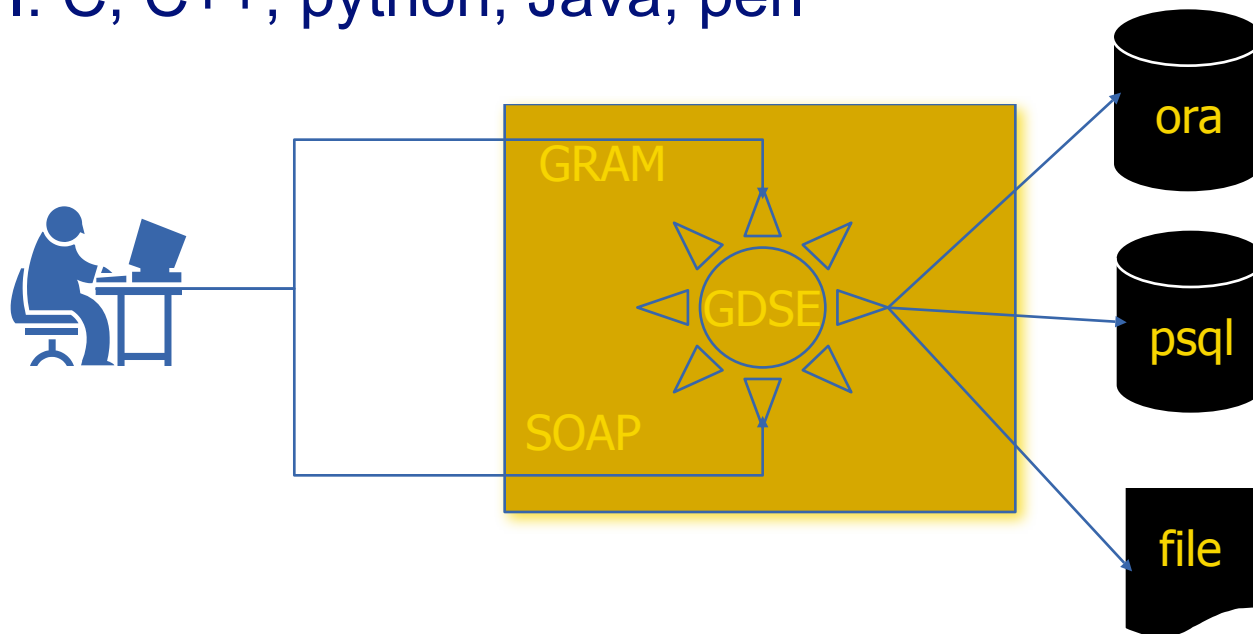 I: C, C++, python, Java, perl
ora
GRAM
GDSE
psql
SOAP
file